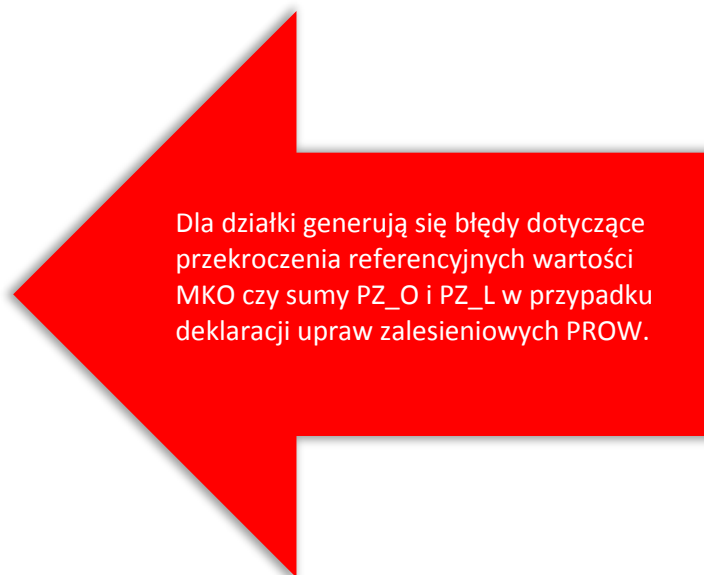 Dla działki generują się błędy dotyczące
przekroczenia referencyjnych wartości
MKO czy sumy PZ_O i PZ_L w przypadku
deklaracji upraw zalesieniowych PROW.